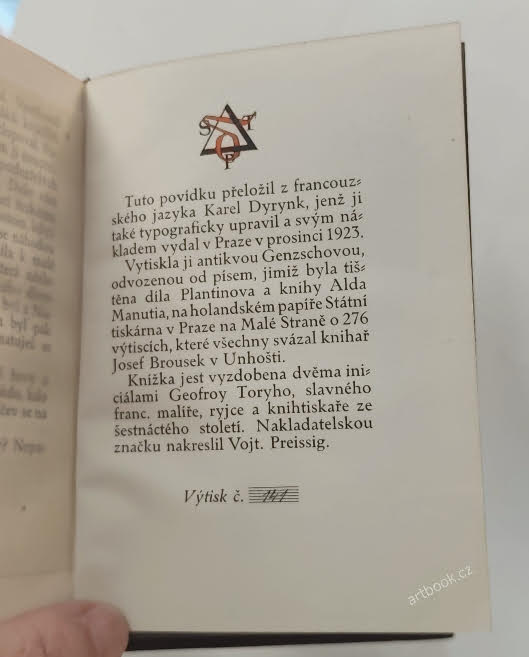 S T
T
Tuto povídku přeložil z francouz⸗
ského jazyka Karel Dyrynk, jenž ji
také typograficky upravil a svým ná⸗
kladem vydal v Praze v prosinci 1923.
Vytiskla ji antikvou Genzschovou,
odvozenou od písem, jimiž byla tiš⸗
těna díla Plantinova a knihy Alda
Manutia, na holandském papíře Státní
tiskárna v Praze na Malé Straně o 276
výtiscích, které všechny svázal knihař
Josef Brousek v Unhošti.
Knížka jest vyzdobena dvěma ini⸗
ciálami Geofroy Toryho, slavného
franc. malíře, ryjce a knihtiskaře ze
šestnáctého století. Nakladatelskou
značku nakreslil Vojt. Preissig.
Výtisk č. 141
artbook.cz